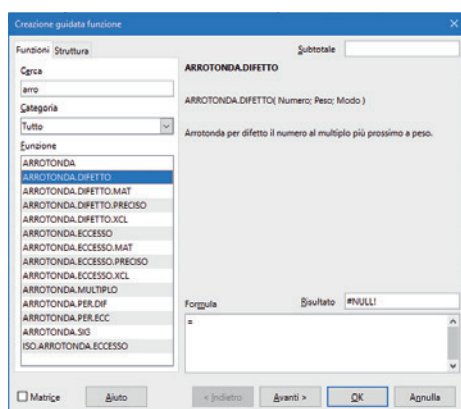 Creazione guidata funzione
Funzioni Struttura
Subtotale
Cerca
arro
Categoria
Tutto
Funzione
ARROTONDA
ARROTONDA.DIFETTO
ARROTONDA.DIFETTO.MAT
ARROTONDA.DIFETTO.PRECISO
ARROTONDA.DIFETTO.XCL
ARROTONDA.ECCESSO
ARROTONDA.ECCESSO.MAT
ARROTONDA.ECCESSO.PRECISO
ARROTONDA.ECCESSO.XCL
ARROTONDA.MULTIPLO
ARROTONDA.PER.DIF
ARROTONDA.PER.ECC
ARROTONDA.SIG
ISO.ARROTONDA.ECCESSO
ARROTONDA.DIFETTO
ARROTONDA.DIFETTO( Numero; Peso; Modo )
Arrotonda per difetto il numero al multiplo più prossimo a peso.
Formula
Risultato #NULL!
=
Matrice
Aiuto
< Indietro
Avanti >
OK
Annulla